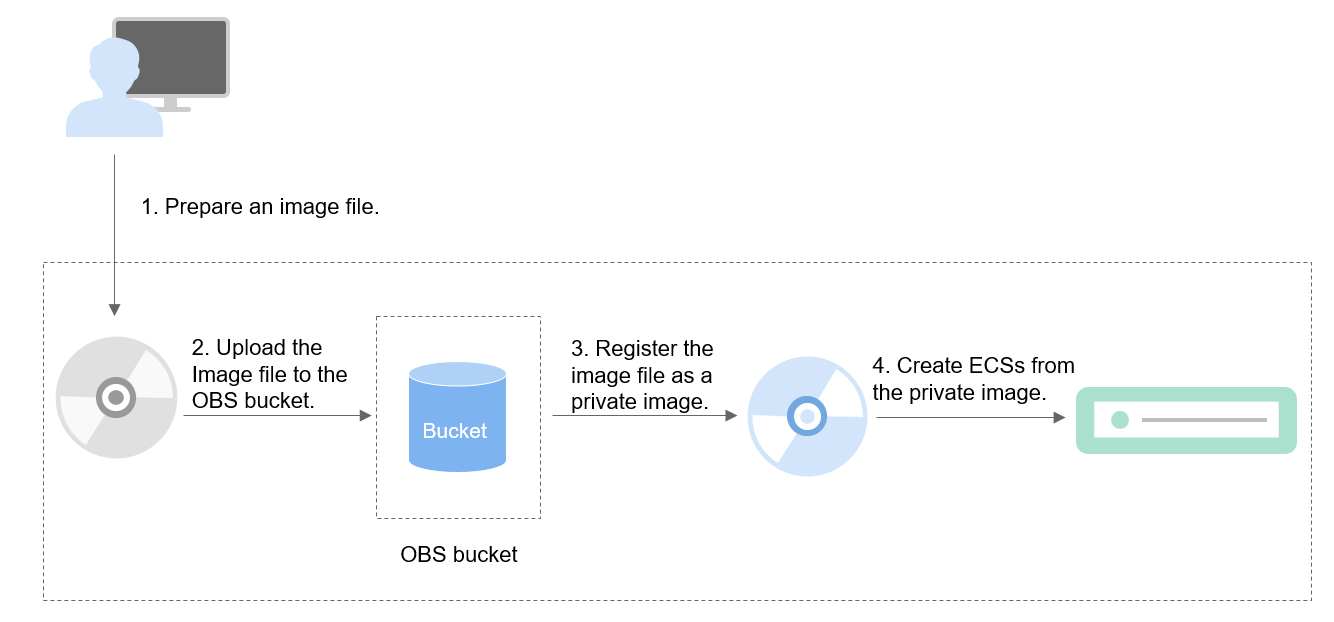 1. Prepare an image file.
2. Upload the
Image file to the
OBS bucket.
Bucket
OBS bucket
3. Register the
image file as a
private image.
4. Create ECSs from
the private image.